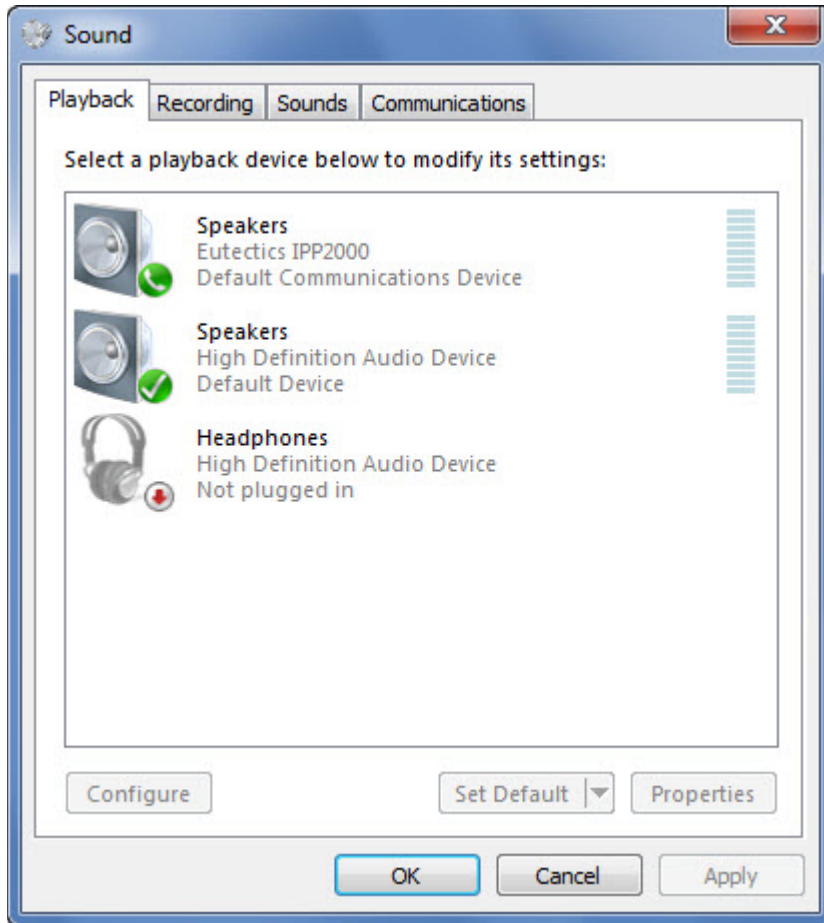 Sound
Playback Recording Sounds Communications
Select a playback device below to modify its settings:
Speakers
Eutectics IPP2000
Default Communications Device
Speakers
High Definition Audio Device
Default Device
Headphones
High Definition Audio Device
Not plugged in
Configure Set Default Properties
OK Cancel Apply